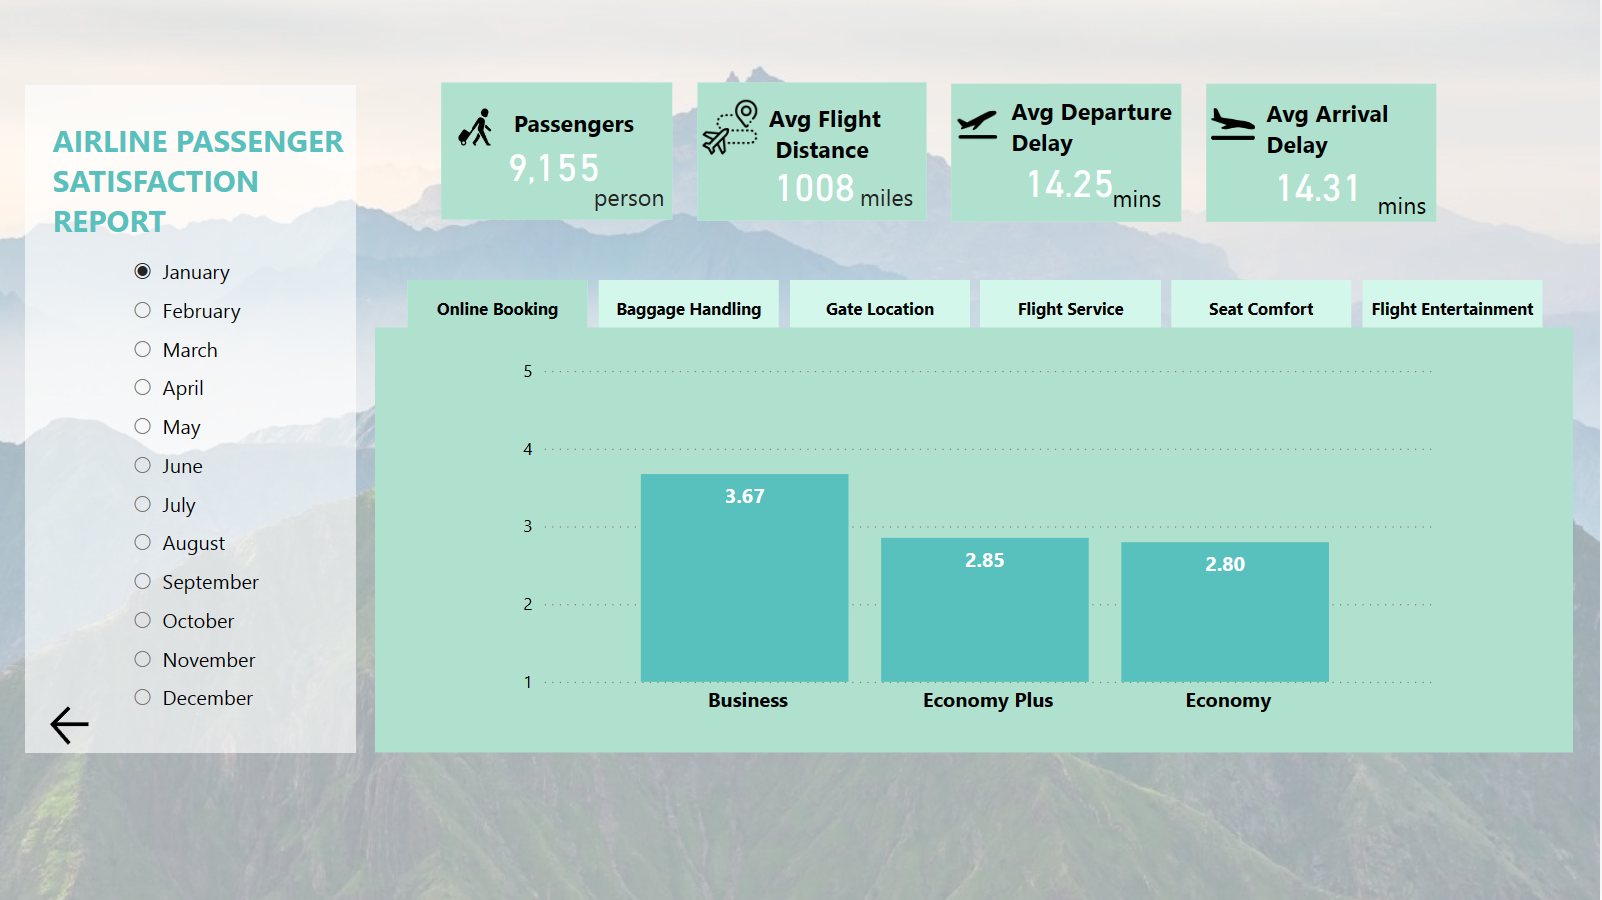 AIRLINE PASSENGER
SATISFACTION
REPORT
January
February
March
April
May
June
July
August
September
October
November
December
Passengers
9,155
person
Avg Flight
Distance
1008 miles
Avg Departure
Delay
14.25
mins
Avg Arrival
Delay
14.31
mins
Online Booking
Baggage Handling
Gate Location
Flight Service
Seat Comfort
Flight Entertainment
5
4
3
2
1
3.67
2.85
2.80
Business
Economy Plus
Economy